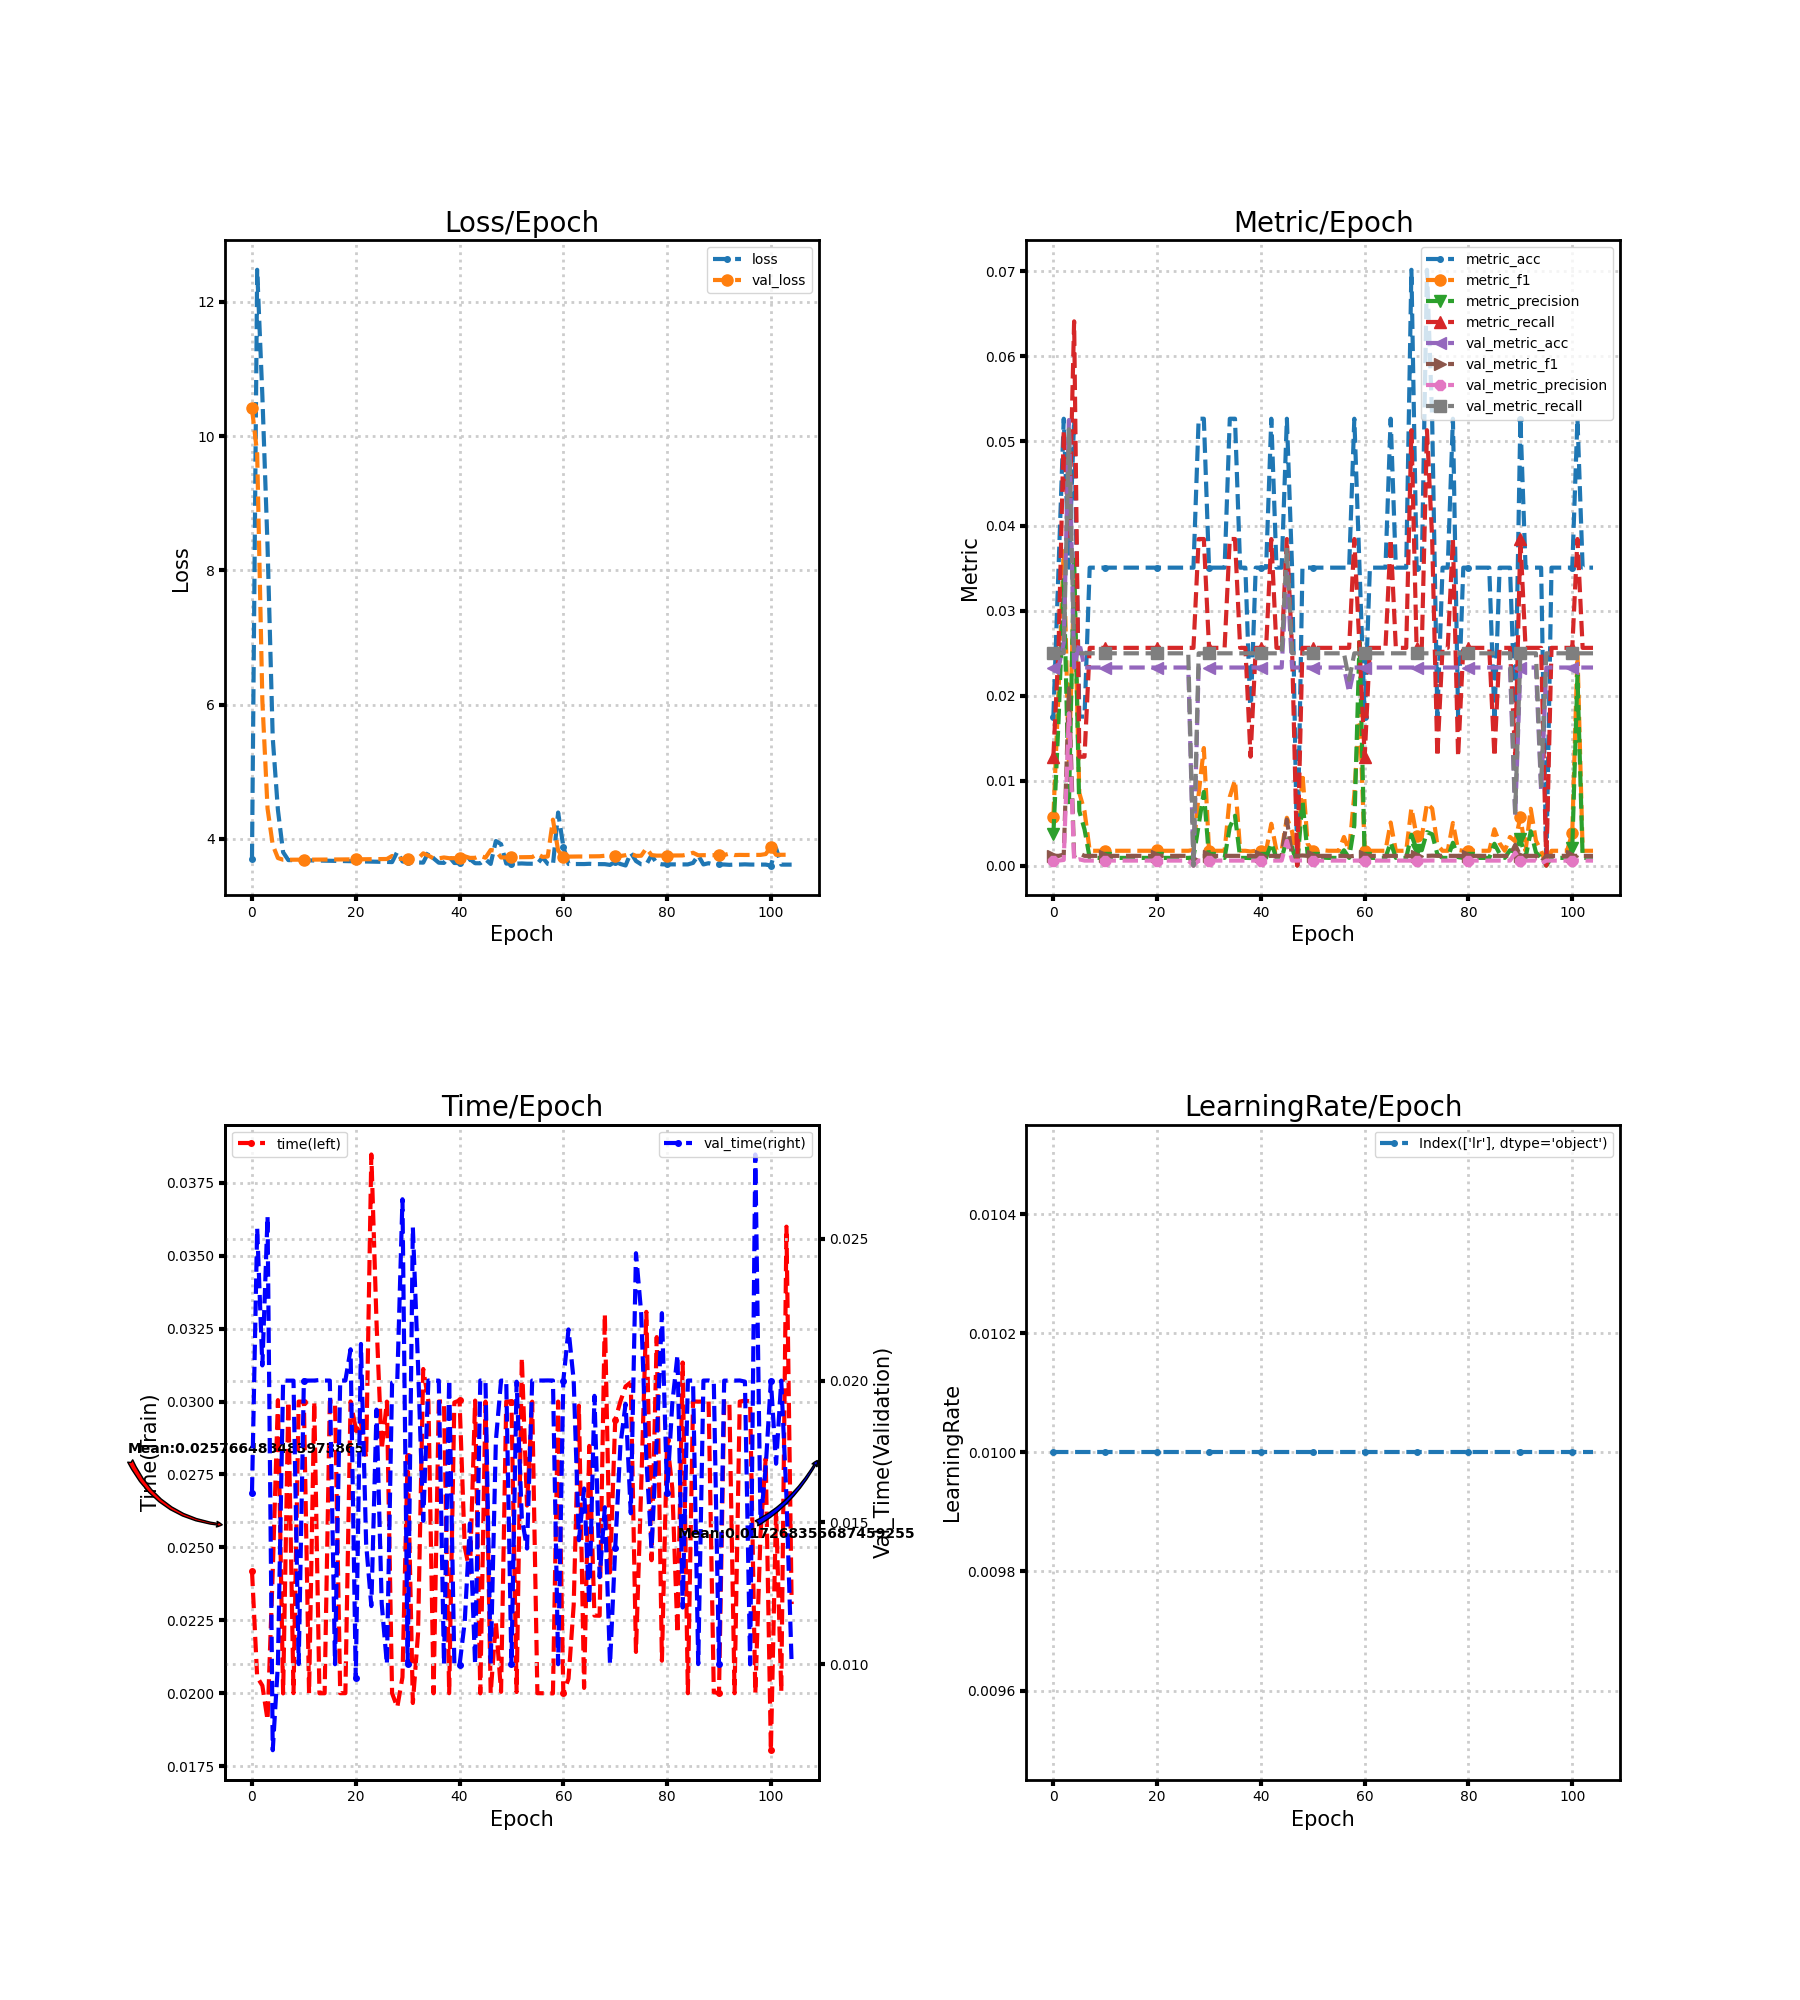 Loss/Epoch
loss
val_loss
12
10
8
6
4
Loss
0 20 40 60 80 100
Epoch
Metric/Epoch
metric_acc
metric_f1
metric_precision
metric_recall
val_metric_acc
val_metric_f1
val_metric_precision
val_metric_recall
0.07
0.06
0.05
0.04
0.03
0.02
0.01
0.00
Metric
0 20 40 60 80 100
Epoch
Time/Epoch
time(left)
val_time(right)
0.0375
0.0350
0.0325
0.0300
0.0275
0.0250
0.0225
0.0200
0.0175
Time(Train)
0.025
0.020
0.015
0.010
Val_Time(Validation)
0 20 40 60 80 100
Epoch
LearningRate/Epoch
Index(['lr'], dtype='object')
0.0104
0.0102
0.0100
0.0098
0.0096
LearningRate
0 20 40 60 80 100
Epoch